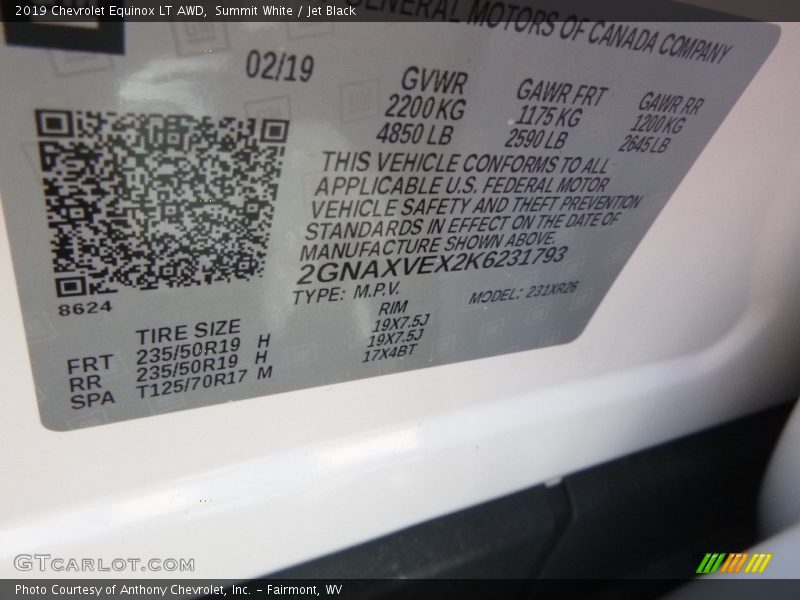 2019 Chevrolet Equinox LT AWD, Summit White / Jet Black
GENERAL MOTORS OF CANADA COMPANY
02/19
GVWR GAWR FRT GAWR RR
2200 KG 1175 KG 1200 KG
4850 LB 2590 LB 2645 LB
THIS VEHICLE CONFORMS TO ALL
APPLICABLE U.S. FEDERAL MOTOR
VEHICLE SAFETY AND THEFT PREVENTION
STANDARDS IN EFFECT ON THE DATE OF
MANUFACTURE SHOWN ABOVE.
2GNAXVEX2K6231793
TYPE: M.P.V. MODEL: 231XR26
8624
TIRE SIZE RIM
FRT 235/50R19 H 19X7.5J
RR 235/50R19 H 19X7.5J
SPA T125/70R17 M 17X4BT
GTCARLOT.COM
Photo Courtesy of Anthony Chevrolet, Inc. – Fairmont, WV